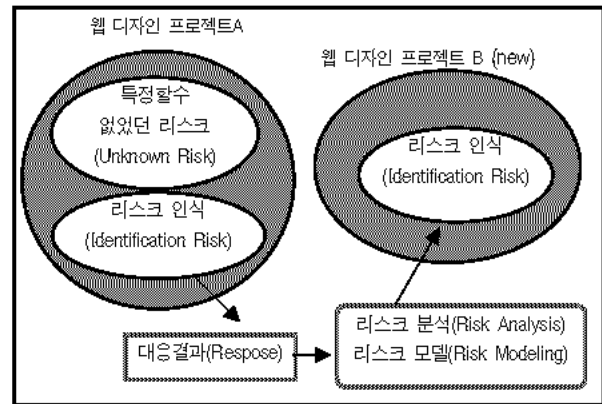 웹 디자인 프로젝트A
특정할수
없었던 리스크
(Unknown Risk)
리스크 인식
(Identification Risk)
웹 디자인 프로젝트 B (new)
리스크 인식
(Identification Risk)
대응결과(Respose)
리스크 분석(Risk Analysis)
리스크 모델(Risk Modeling)